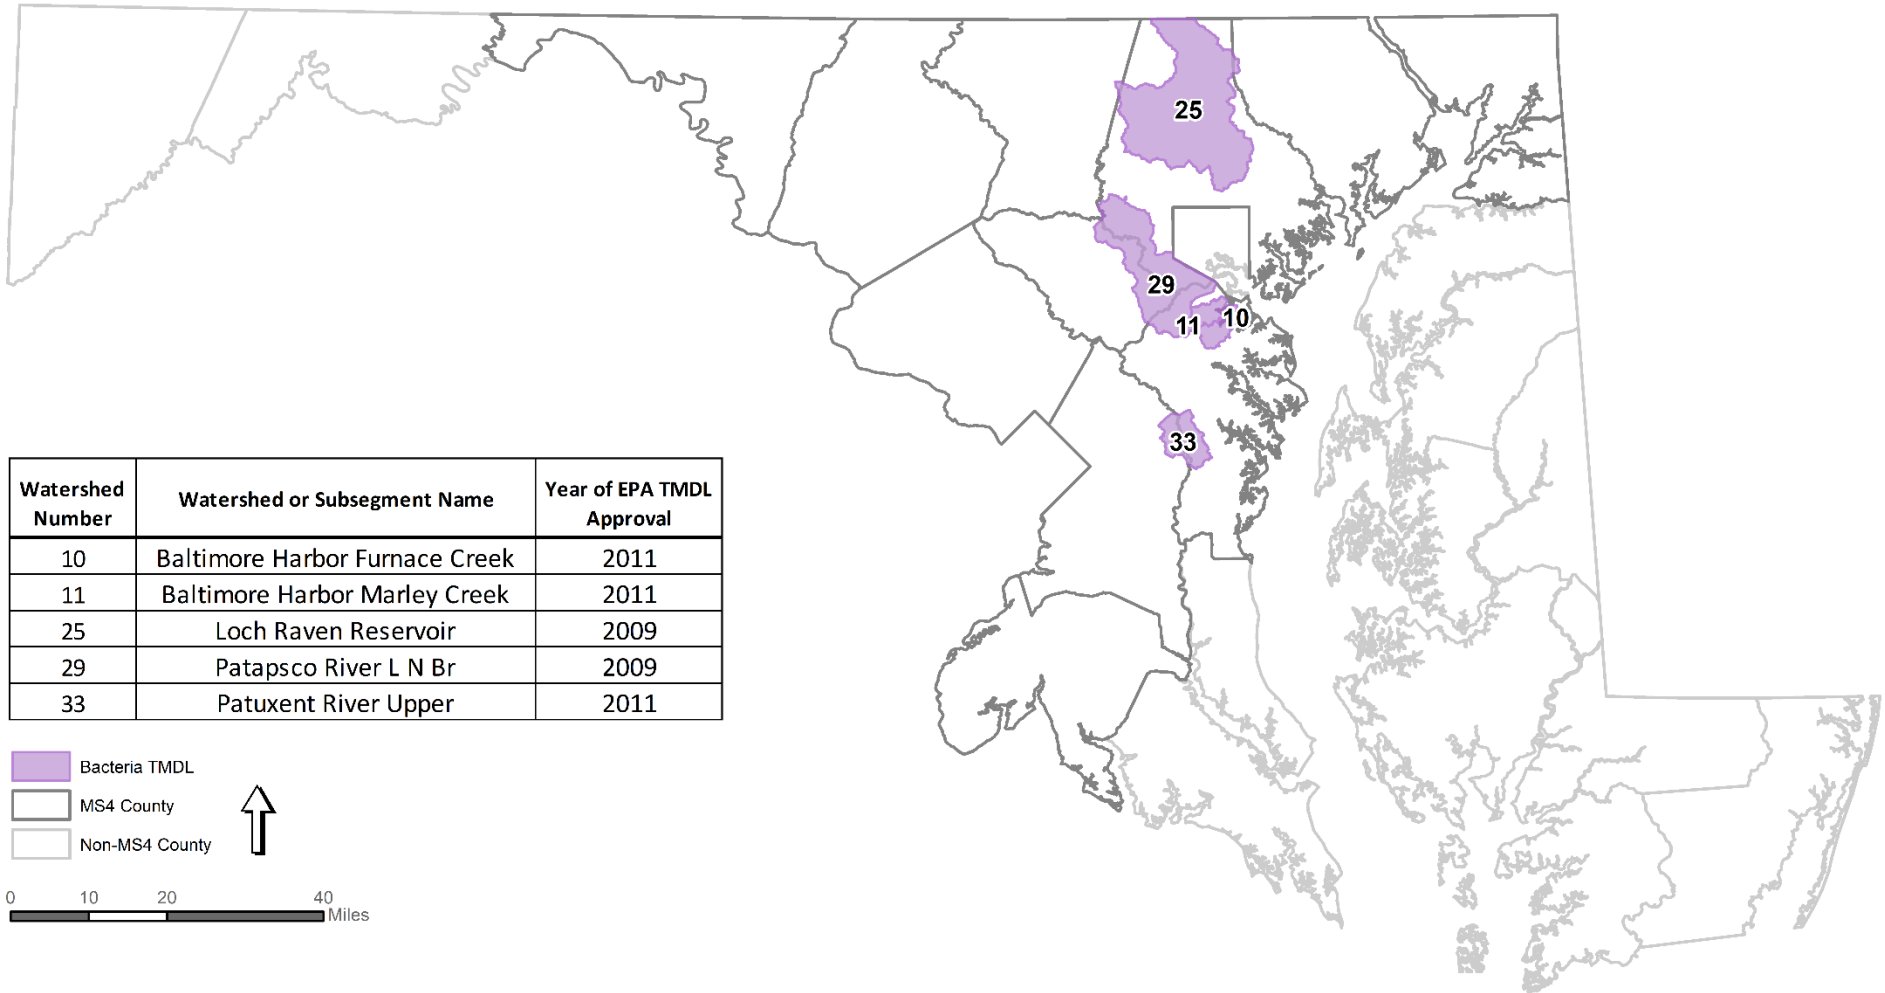 25
29
10
11
33
Watershed Number
Watershed or Subsegment Name
Year of EPA TMDL Approval
10 Baltimore Harbor Furnace Creek 2011
11 Baltimore Harbor Marley Creek 2011
25 Loch Raven Reservoir 2009
29 Patapsco River L N Br 2009
33 Patuxent River Upper 2011
Bacteria TMDL
MS4 County
Non-MS4 County
0 10 20 40
Miles